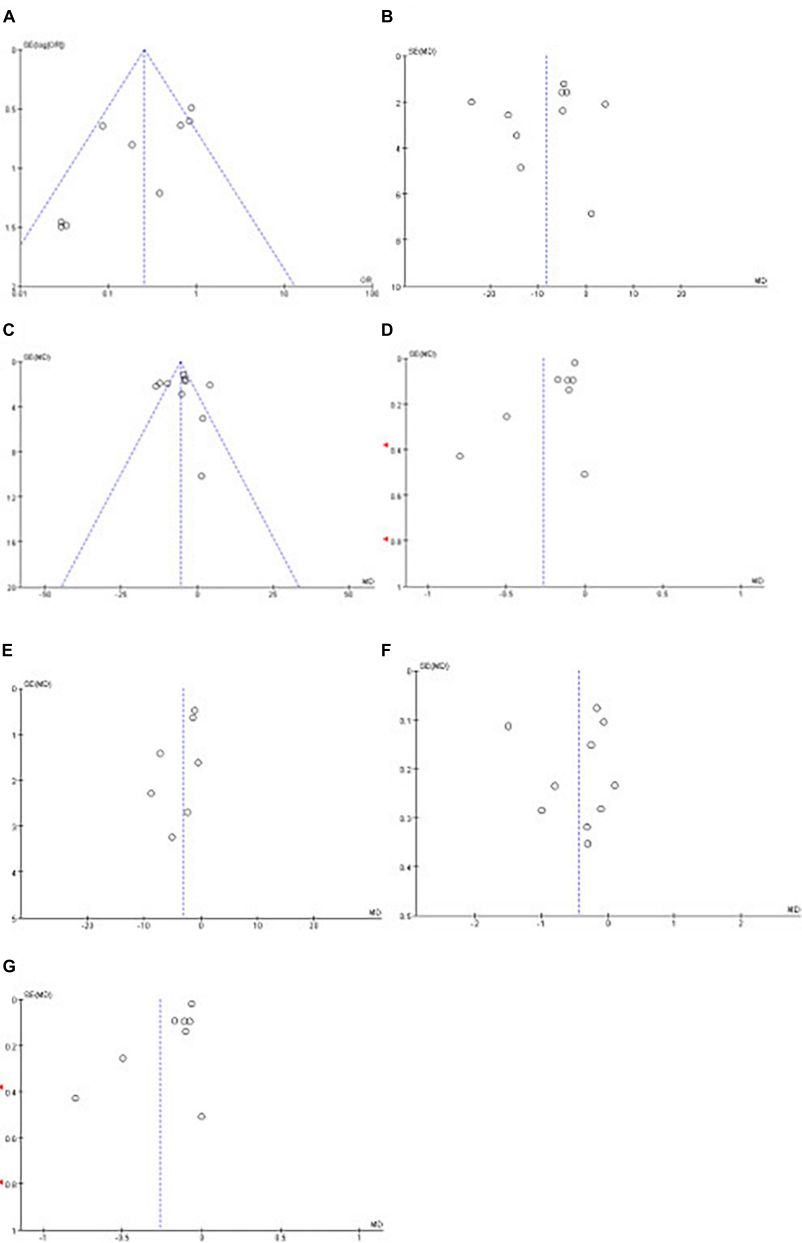 A
SE(log[OR])
0
0.5
1
1.5
2
0.01 0.1 1 10 100
OR
B
SE(MD)
0
2
4
6
8
10
-20 -10 0 10 20
MD
C
SE(MD)
0
4
8
12
16
20
-50 -25 0 25 50
MD
D
SE(MD)
0
0.2
0.4
0.6
0.8
1
-1 -0.5 0 0.5 1
MD
E
SE(MD)
0
1
2
3
4
5
-20 -10 0 10 20
MD
F
SE(MD)
0
0.1
0.2
0.3
0.4
0.5
-2 -1 0 1 2
MD
G
SE(MD)
0
0.2
0.4
0.6
0.8
1
-1 -0.5 0 0.5 1
MD